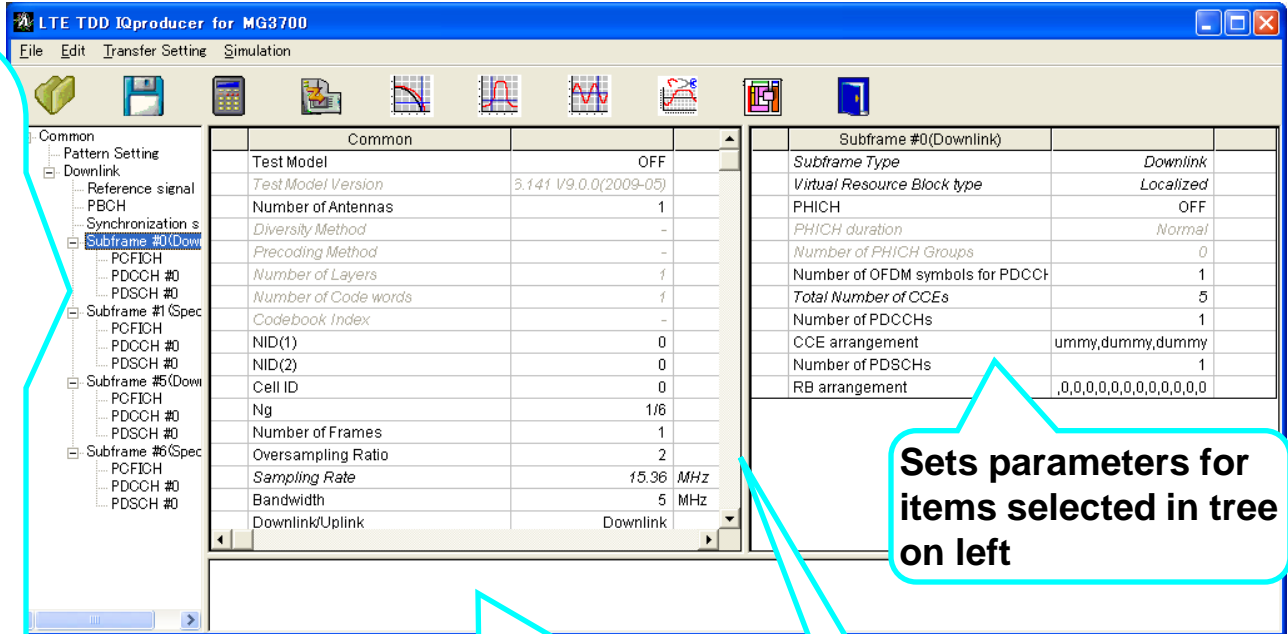 LTE TDD IQproducer for MG3700
File Edit Transfer Setting Simulation
Common
Pattern Setting
Downlink
Reference signal
PBCH
Synchronization s
Subframe #0(Down
PCFICH
PDCCH #0
PDSCH #0
Subframe #1(Spec
PCFICH
PDCCH #0
PDSCH #0
Subframe #5(Down
PCFICH
PDCCH #0
PDSCH #0
Subframe #6(Spec
PCFICH
PDCCH #0
PDSCH #0
Common
Test Model OFF
Test Model Version 6.141 V9.0.0(2009-05)
Number of Antennas 1
Diversity Method -
Precoding Method -
Number of Layers 1
Number of Code words 1
Codebook Index -
NID(1) 0
NID(2) 0
Cell ID 0
Ng 1/6
Number of Frames 1
Oversampling Ratio 2
Sampling Rate 15.36 MHz
Bandwidth 5 MHz
Downlink/Uplink Downlink
Subframe #0(Downlink)
Subframe Type Downlink
Virtual Resource Block type Localized
PHICH OFF
PHICH duration Normal
Number of PHICH Groups 0
Number of OFDM symbols for PDCCH 1
Total Number of CCEs 5
Number of PDCCHs 1
CCE arrangement ummy,dummy,dummy
Number of PDSCHs 1
RB arrangement ,0,0,0,0,0,0,0,0,0,0,0,0
Sets parameters for
items selected in tree
on left